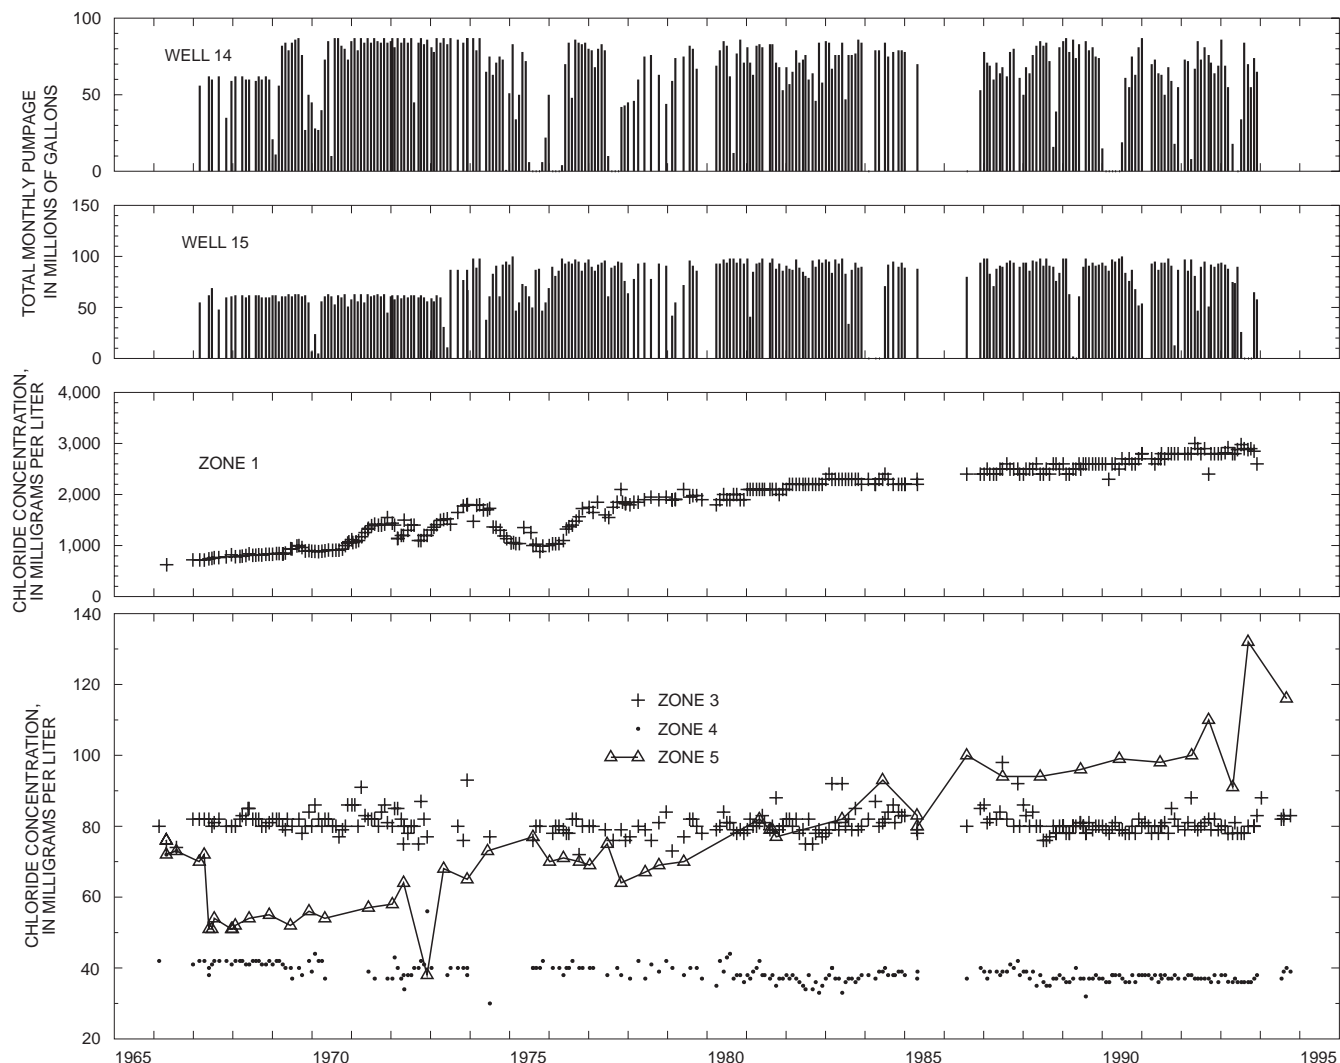 TOTAL MONTHLY PUMPAGE
IN MILLIONS OF GALLONS
100
50
0
WELL 14
150
100
50
0
WELL 15
CHLORIDE CONCENTRATION,
IN MILLIGRAMS PER LITER
4,000
3,000
2,000
1,000
0
ZONE 1
CHLORIDE CONCENTRATION,
IN MILLIGRAMS PER LITER
140
120
100
80
60
40
20
ZONE 3
ZONE 4
ZONE 5
1965 1970 1975 1980 1985 1990 1995